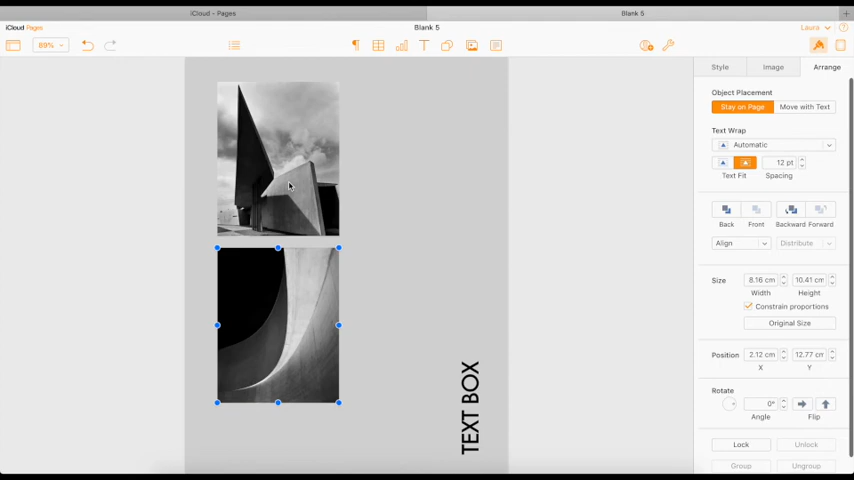 iCloud - Pages
Blank 5
iCloud Pages
Blank 5
Laura
89%
Style
Image
Arrange
Object Placement
Stay on Page
Move with Text
Text Wrap
Automatic
12 pt
Text Fit
Spacing
Back
Front
Backward
Forward
Align
Distribute
Size
8.16 cm
10.41 cm
Width
Height
Constrain proportions
Original Size
Position
2.12 cm
12.77 cm
X
Y
Rotate
0°
Angle
Flip
Lock
Unlock
Group
Ungroup
TEXT BOX